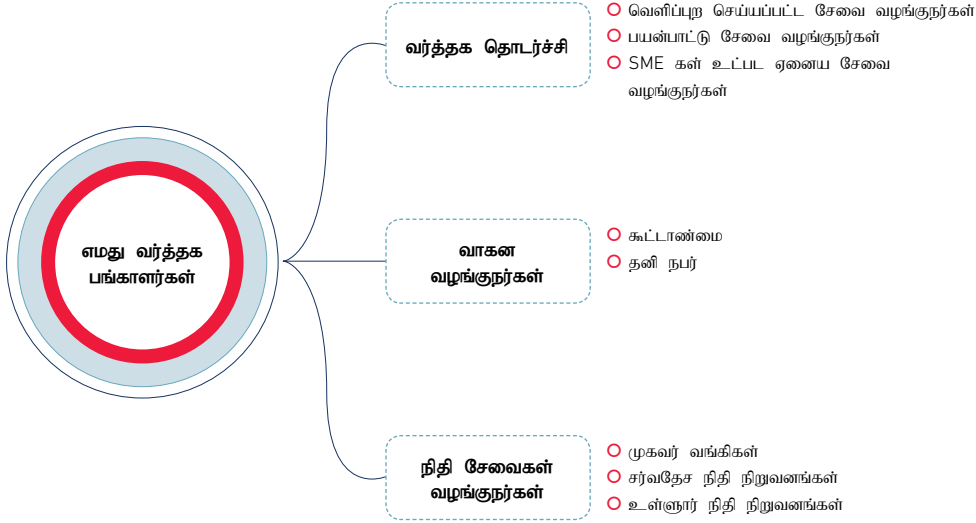 எமது வர்த்தக
பங்காளர்கள்
வர்த்தக தொடர்ச்சி
வெளிப்புற செய்யப்பட்ட சேவை வழங்குநர்கள்
பயன்பாட்டு சேவை வழங்குநர்கள்
SME கள் உட்பட ஏனைய சேவை
வழங்குநர்கள்
வாகன
வழங்குநர்கள்
கூட்டாண்மை
தனி நபர்
நிதி சேவைகள்
வழங்குநர்கள்
முகவர் வங்கிகள்
சர்வதேச நிதி நிறுவனங்கள்
உள்ளூர் நிதி நிறுவனங்கள்